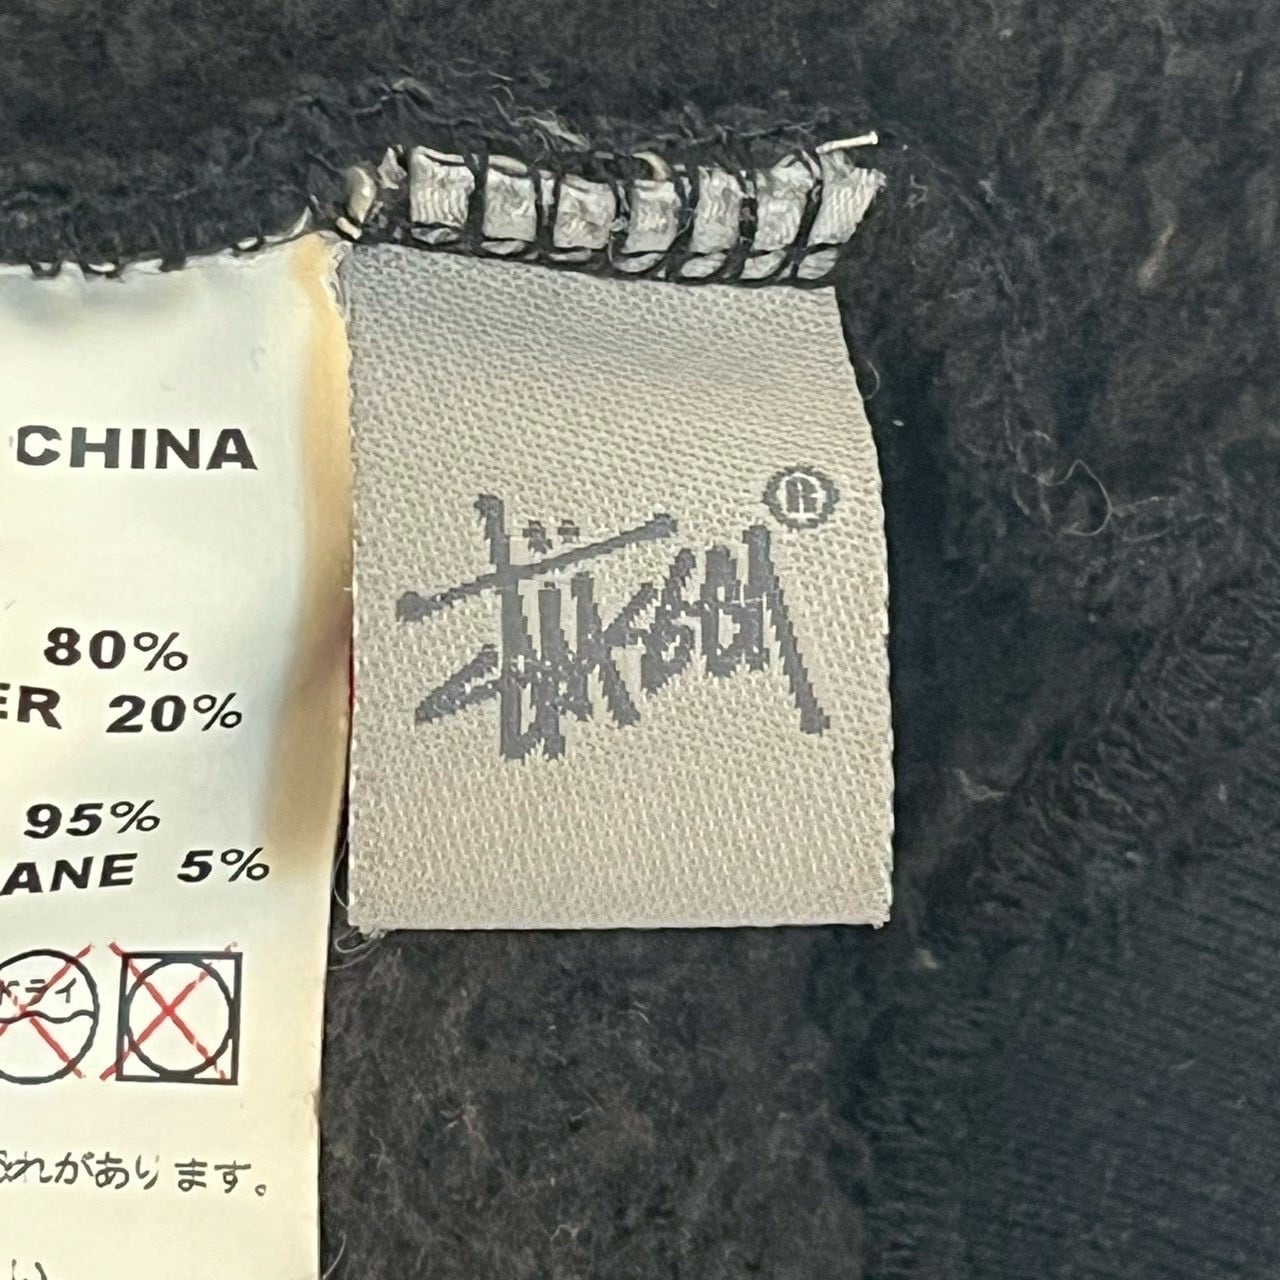 CHINA
Stüssy ®
80%
ER 20%
95%
ANE 5%
ドライ
れがあります。